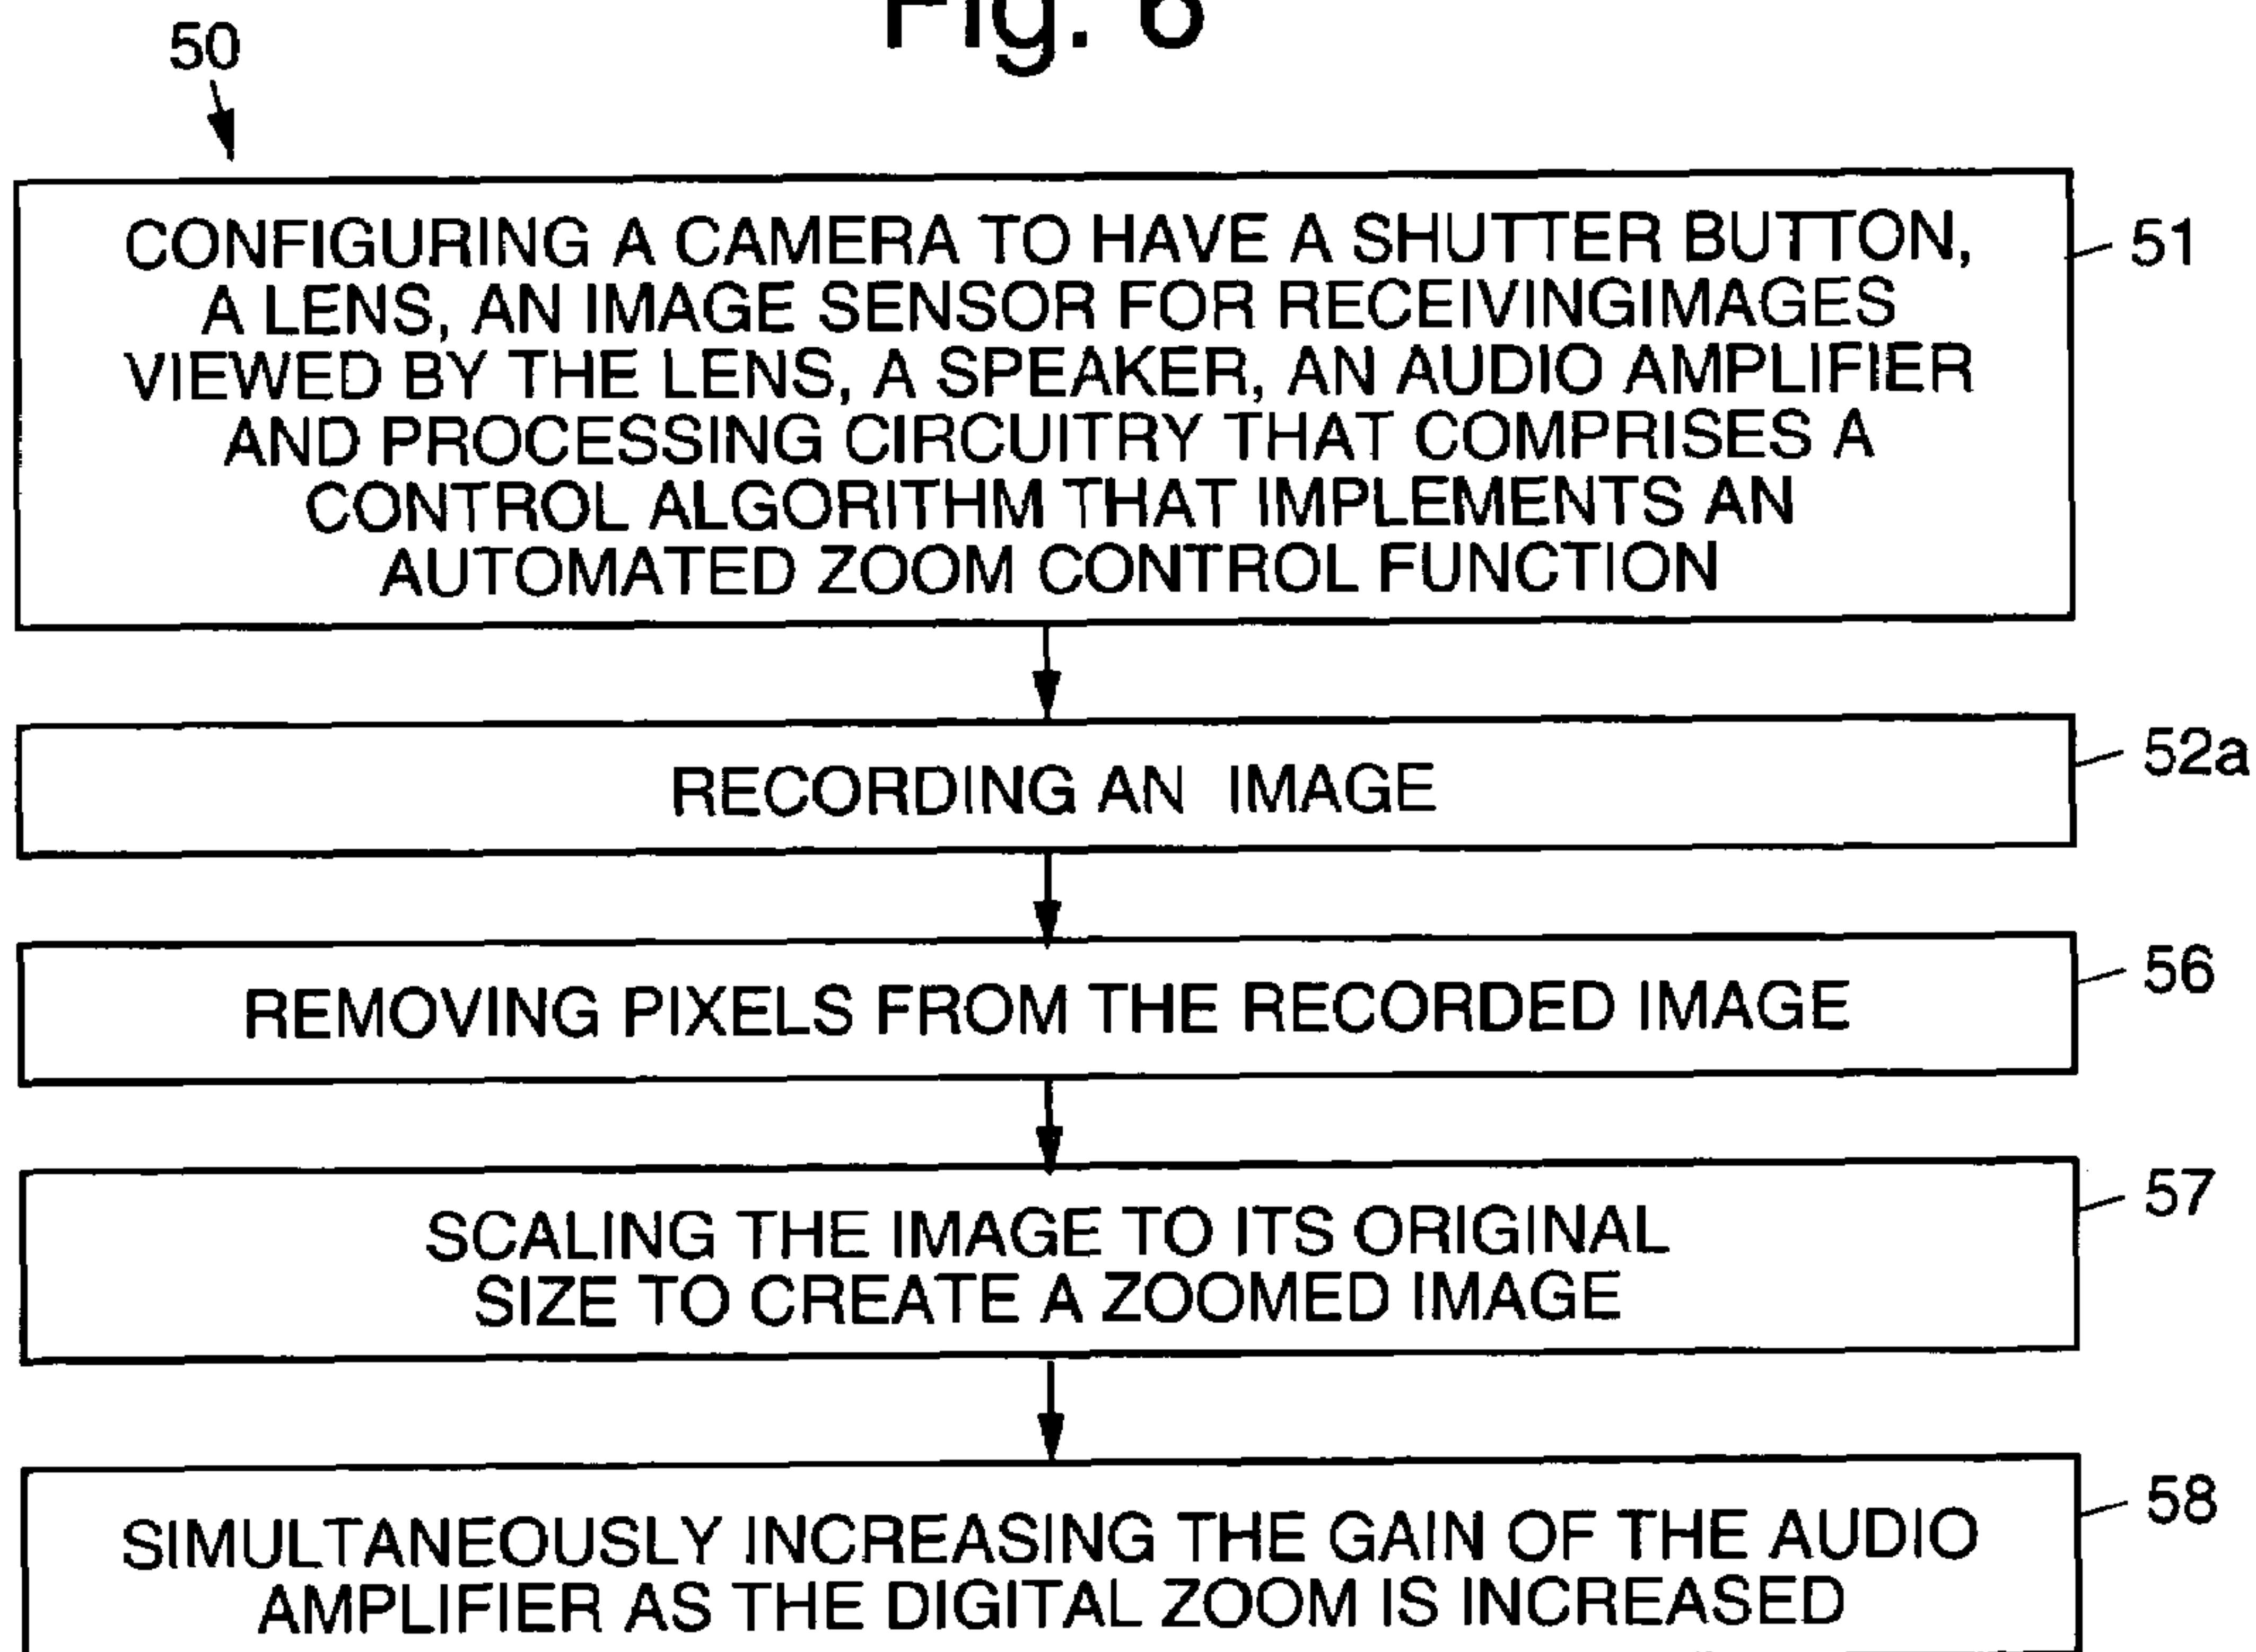 Fig. 6
50
CONFIGURING A CAMERA TO HAVE A SHUTTER BUTTON,
A LENS, AN IMAGE SENSOR FOR RECEIVINGIMAGES
VIEWED BY THE LENS, A SPEAKER, AN AUDIO AMPLIFIER
AND PROCESSING CIRCUITRY THAT COMPRISES A
CONTROL ALGORITHM THAT IMPLEMENTS AN
AUTOMATED ZOOM CONTROL FUNCTION
51
RECORDING AN IMAGE
52a
REMOVING PIXELS FROM THE RECORDED IMAGE
56
SCALING THE IMAGE TO ITS ORIGINAL
SIZE TO CREATE A ZOOMED IMAGE
57
SIMULTANEOUSLY INCREASING THE GAIN OF THE AUDIO
AMPLIFIER AS THE DIGITAL ZOOM IS INCREASED
58